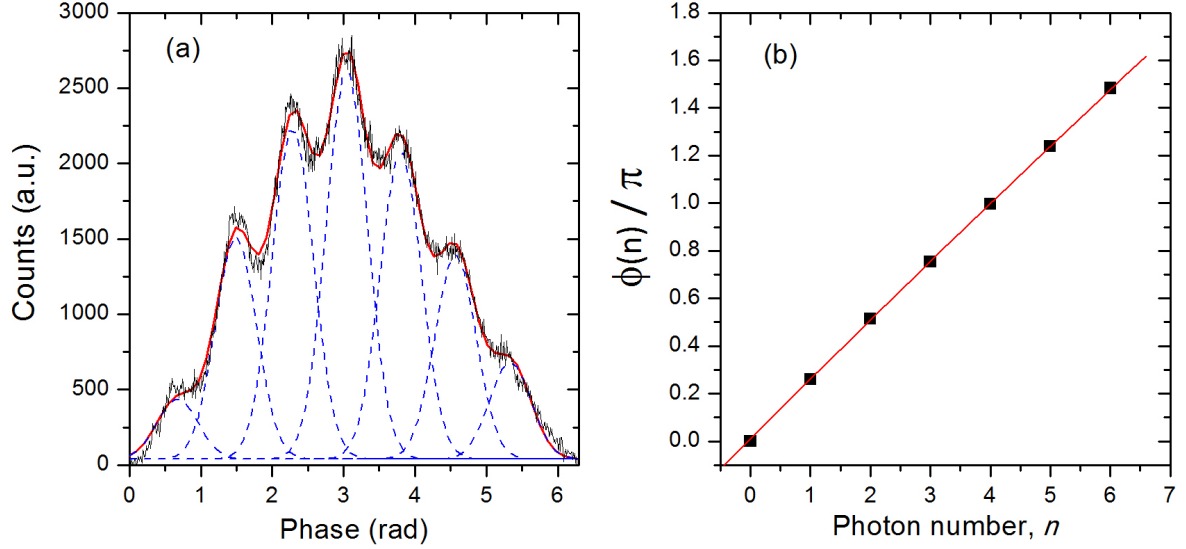 (a)
Counts (a.u.)
3000
2500
2000
1500
1000
500
0
0 1 2 3 4 5 6
Phase (rad)
(b)
ϕ(n) / π
1.8
1.6
1.4
1.2
1.0
0.8
0.6
0.4
0.2
0.0
0 1 2 3 4 5 6 7
Photon number, n